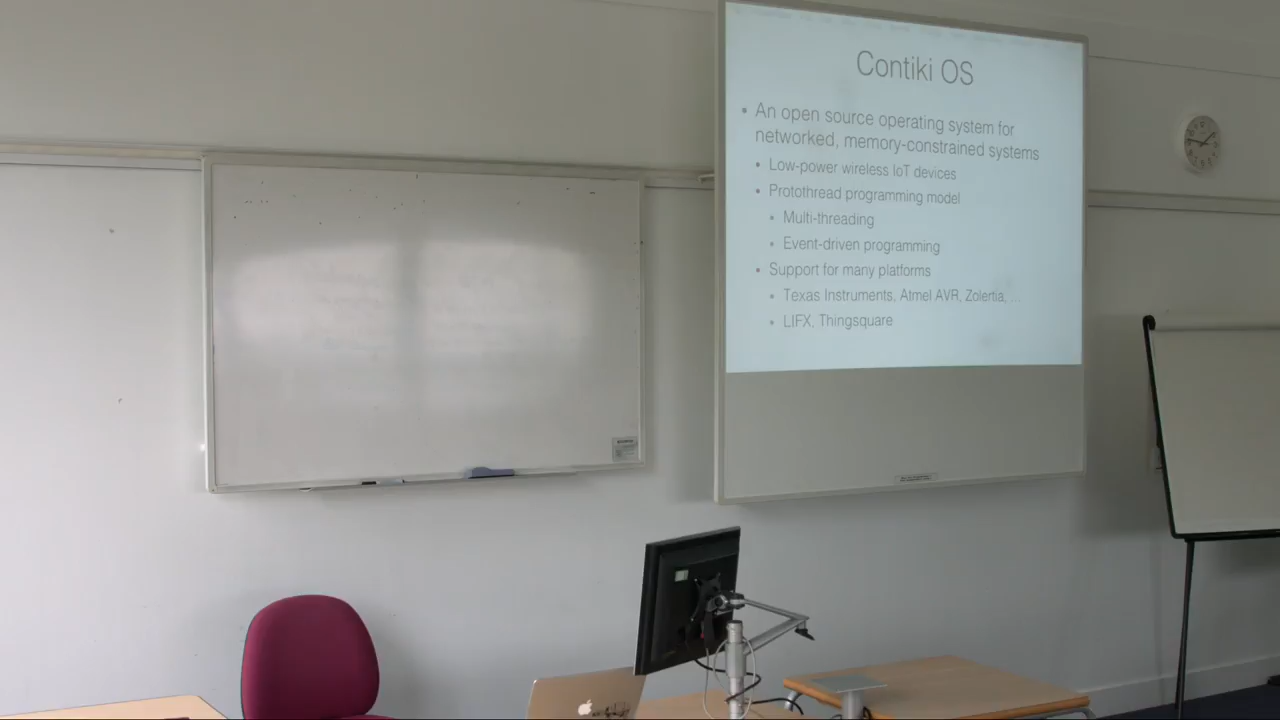 Contiki OS
• An open source operating system for
networked, memory-constrained systems
• Low-power wireless IoT devices
• Protothread programming model
• Multi-threading
• Event-driven programming
• Support for many platforms
• Texas Instruments, Atmel AVR, Zolertia, ...
• LIFX, Thingsquare